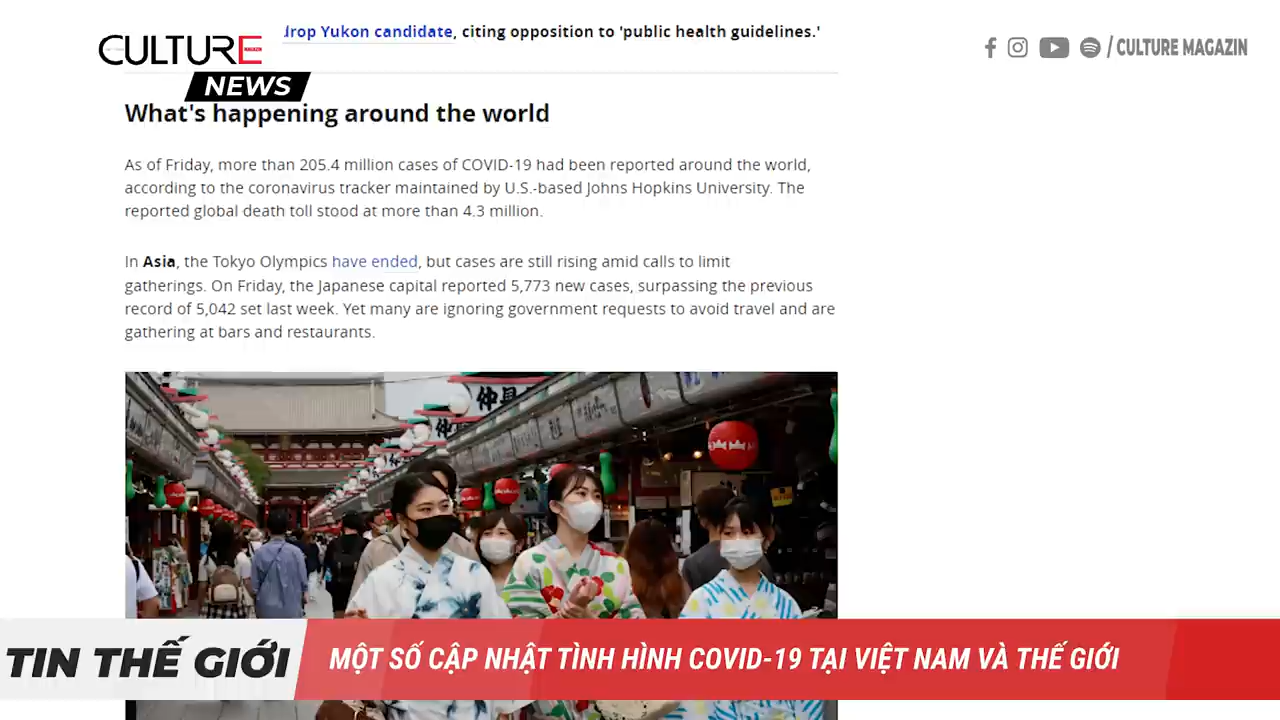 drop Yukon candidate, citing opposition to 'public health guidelines.'
CULTURE
NEWS
/ CULTURE MAGAZIN
What's happening around the world
As of Friday, more than 205.4 million cases of COVID-19 had been reported around the world,
according to the coronavirus tracker maintained by U.S.-based Johns Hopkins University. The
reported global death toll stood at more than 4.3 million.
In Asia, the Tokyo Olympics have ended, but cases are still rising amid calls to limit
gatherings. On Friday, the Japanese capital reported 5,773 new cases, surpassing the previous
record of 5,042 set last week. Yet many are ignoring government requests to avoid travel and are
gathering at bars and restaurants.
TIN THẾ GIỚI
MỘT SỐ CẬP NHẬT TÌNH HÌNH COVID-19 TẠI VIỆT NAM VÀ THẾ GIỚI